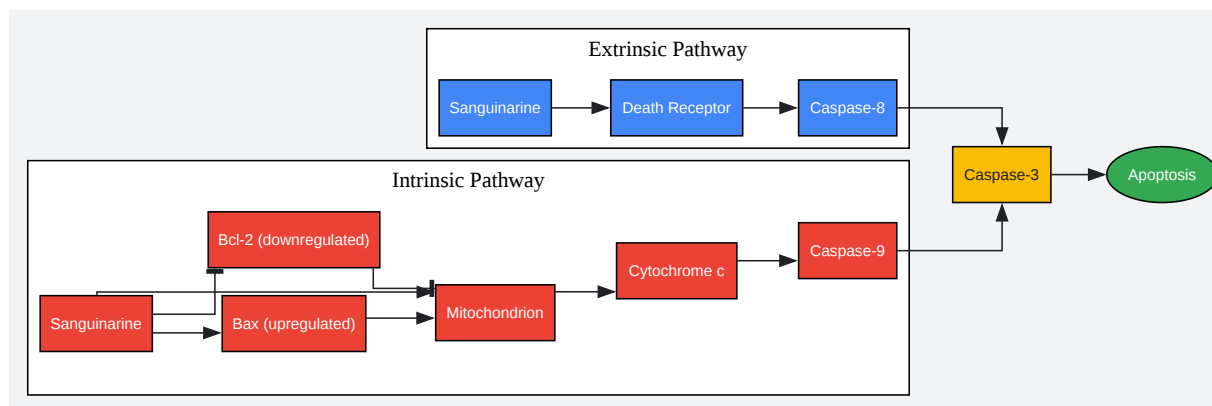 Extrinsic Pathway
Sanguinarine
Death Receptor
Caspase-8
Caspase-3
Apoptosis
Intrinsic Pathway
Bcl-2 (downregulated)
Caspase-9
Cytochrome c
Sanguinarine
Bax (upregulated)
Mitochondrion